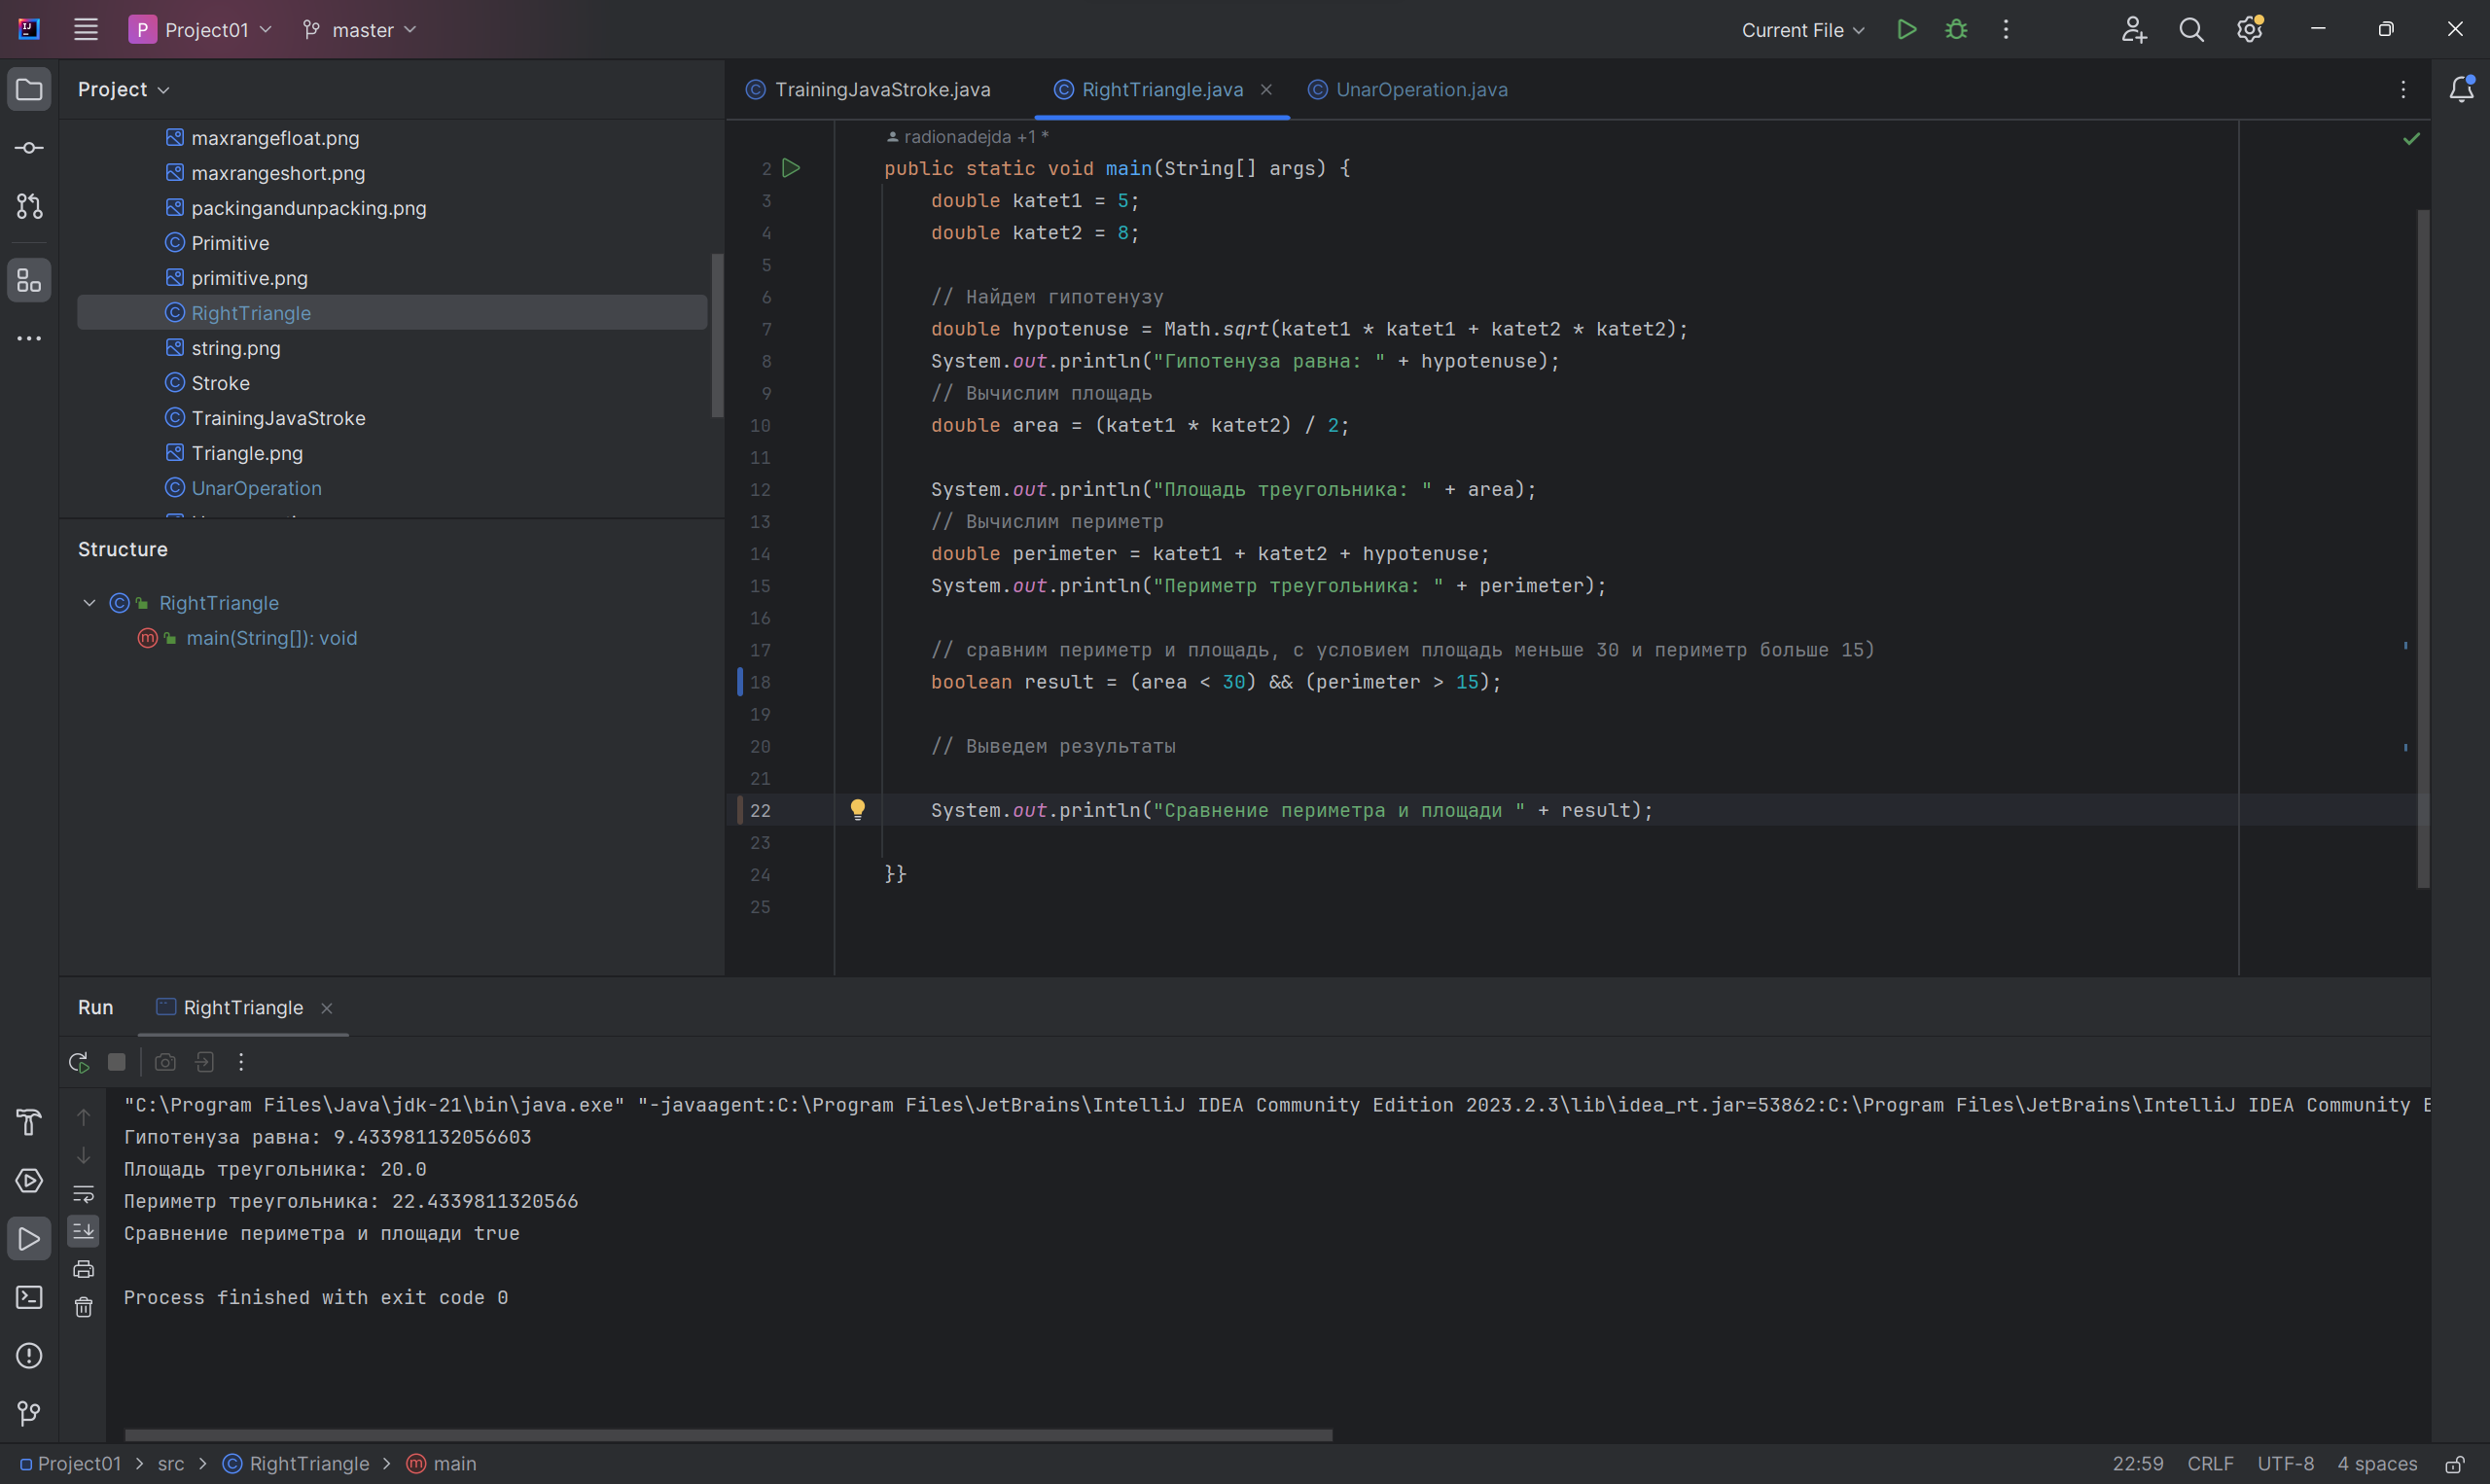 P Project01 master Current File
Project
maxrangefloat.png
maxrangeshort.png
packingandunpacking.png
Primitive
primitive.png
RightTriangle
string.png
Stroke
TrainingJavaStroke
Triangle.png
UnarOperation
Structure
RightTriangle
main(String[]): void
TrainingJavaStroke.java RightTriangle.java UnarOperation.java
radionadejda +1 *
2 public static void main(String[] args) {
3 double katet1 = 5;
4 double katet2 = 8;
5
6 // Найдем гипотенузу
7 double hypotenuse = Math.sqrt(katet1 * katet1 + katet2 * katet2);
8 System.out.println("Гипотенуза равна: " + hypotenuse);
9 // Вычислим площадь
10 double area = (katet1 * katet2) / 2;
11
12 System.out.println("Площадь треугольника: " + area);
13 // Вычислим периметр
14 double perimeter = katet1 + katet2 + hypotenuse;
15 System.out.println("Периметр треугольника: " + perimeter);
16
17 // сравним периметр и площадь, с условием площадь меньше 30 и периметр больше 15)
18 boolean result = (area < 30) && (perimeter > 15);
19
20 // Выведем результаты
21
22 System.out.println("Сравнение периметра и площади " + result);
23
24 }}
25
Run RightTriangle
"C:\Program Files\Java\jdk-21\bin\java.exe" "-javaagent:C:\Program Files\JetBrains\IntelliJ IDEA Community Edition 2023.2.3\lib\idea_rt.jar=53862:C:\Program Files\JetBrains\IntelliJ IDEA Community E
Гипотенуза равна: 9.433981132056603
Площадь треугольника: 20.0
Периметр треугольника: 22.4339811320566
Сравнение периметра и площади true
Process finished with exit code 0
Project01 > src > RightTriangle > main 22:59 CRLF UTF-8 4 spaces